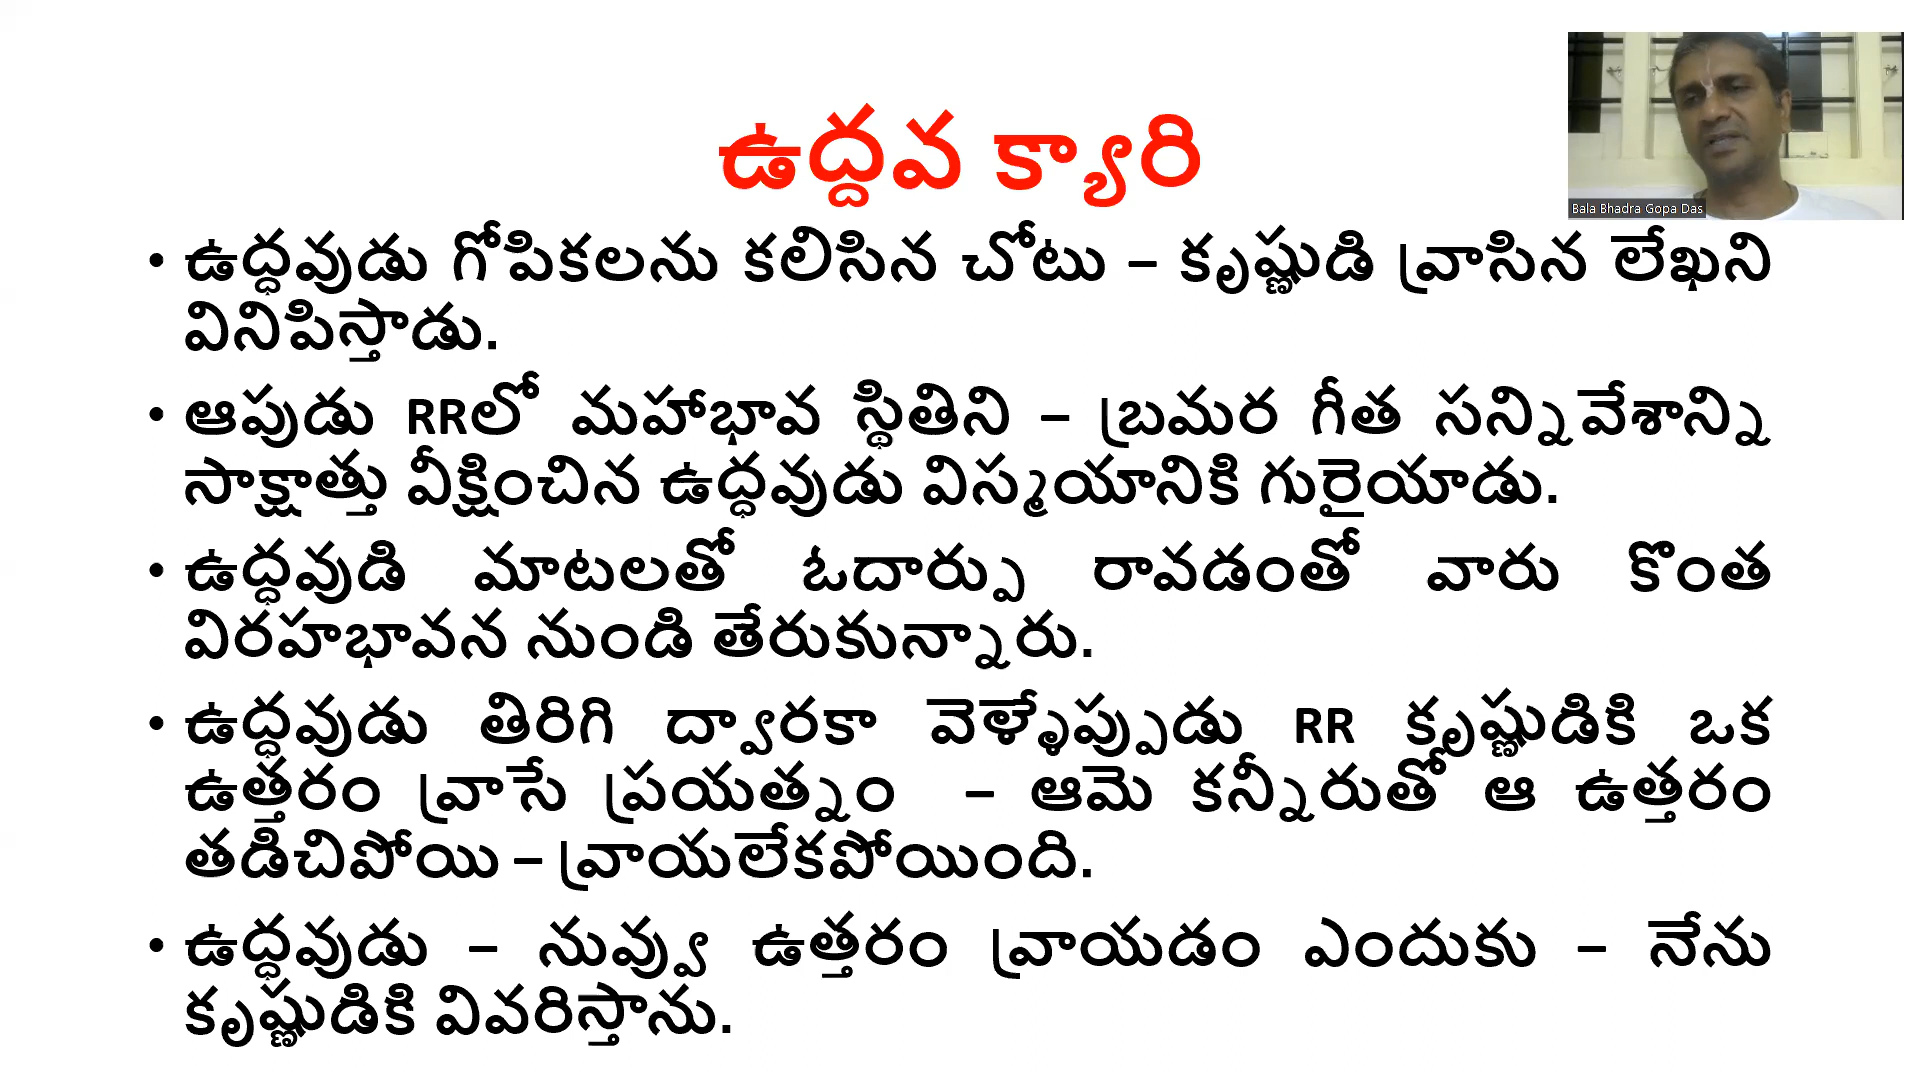 ఉద్దవ క్యారి
Bala Bhadra Gopa Das
• ఉద్ధవుడు గోపికలను కలిసిన చోటు – కృష్ణుడి వ్రాసిన లేఖని
వినిపిస్తాడు.
• ఆపుడు RRలో మహాభావ స్థితిని – బ్రమర గీత సన్నివేశాన్ని
సాక్షాత్తు వీక్షించిన ఉద్ధవుడు విస్మయానికి గురైయాడు.
• ఉద్ధవుడి మాటలతో ఓదార్పు రావడంతో వారు కొంత
విరహభావన నుండి తేరుకున్నారు.
• ఉద్ధవుడు తిరిగి ద్వారకా వెళ్ళేప్పుడు RR కృష్ణుడికి ఒక
ఉత్తరం వ్రాసే ప్రయత్నం – ఆమె కన్నీరుతో ఆ ఉత్తరం
తడిచిపోయి – వ్రాయలేకపోయింది.
• ఉద్ధవుడు – నువ్వు ఉత్తరం వ్రాయడం ఎందుకు – నేను
కృష్ణుడికి వివరిస్తాను.